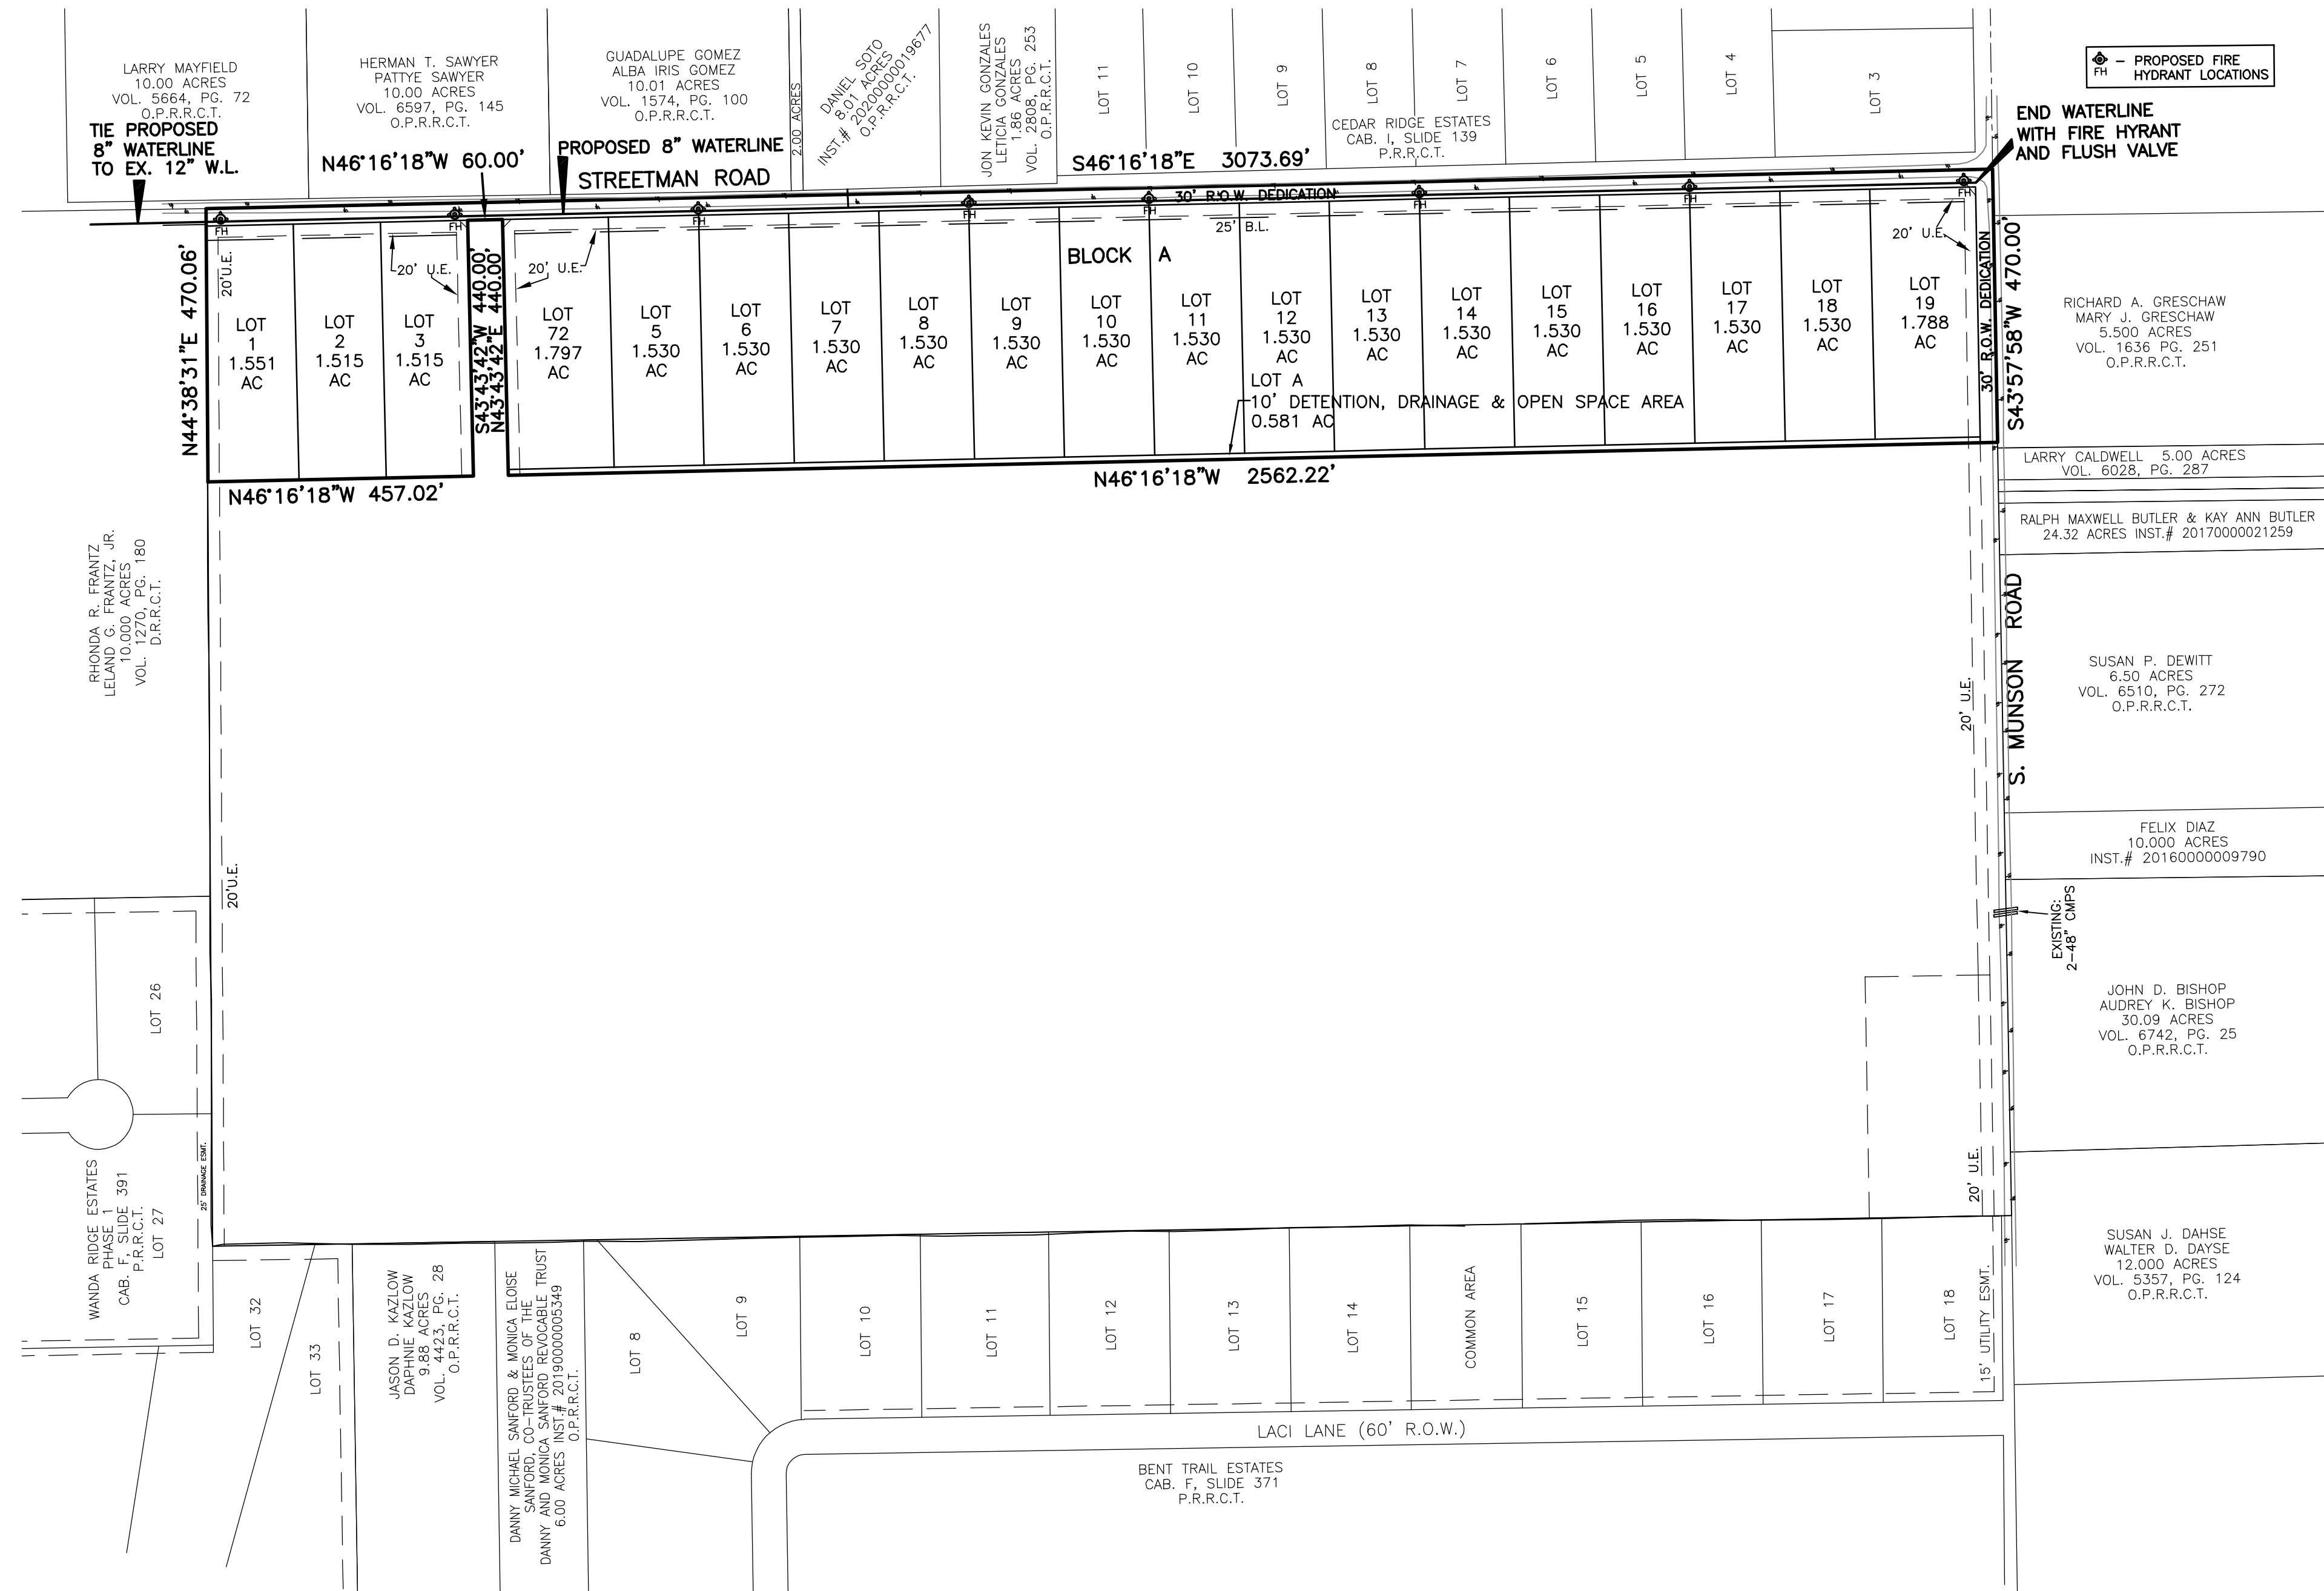 LARRY MAYFIELD
10.00 ACRES
VOL. 5664, PG. 72
O.P.R.R.C.T.
TIE PROPOSED
8" WATERLINE
TO EX. 12" W.L.
HERMAN T. SAWYER
PATTYE SAWYER
10.00 ACRES
VOL. 6597, PG. 145
O.P.R.R.C.T.
N46°16'18"W 60.00'
GUADALUPE GOMEZ
ALBA IRIS GOMEZ
10.01 ACRES
VOL. 1574, PG. 100
O.P.R.R.C.T.
PROPOSED 8" WATERLINE
STREETMAN ROAD
2.00 ACRES
DANIEL SOTO
8.01 ACRES
INST.# 20200000019677
O.P.R.R.C.T.
JON KEVIN GONZALES
LETICIA GONZALES
1.86 ACRES
VOL. 2808, PG. 253
O.P.R.R.C.T.
LOT 11
LOT 10
LOT 9
LOT 8
LOT 7
LOT 6
LOT 5
LOT 4
LOT 3
CEDAR RIDGE ESTATES
CAB. I, SLIDE 139
P.R.R.C.T.
S46°16'18"E 3073.69'
FH
– PROPOSED FIRE
HYDRANT LOCATIONS
END WATERLINE
WITH FIRE HYRANT
AND FLUSH VALVE
30' R.O.W. DEDICATION
FH
FH
FH
FH
FH
FH
FH
FH
25' B.L.
BLOCK A
N44°38'31"E 470.06'
20'U.E.
20' U.E.
S43°43'42"W 440.00'
N43°43'42"E 440.00'
20' U.E.
20' U.E.
30' R.O.W. DEDICATION
S43°57'58"W 470.00'
LOT
1
1.551
AC
LOT
2
1.515
AC
LOT
3
1.515
AC
LOT
72
1.797
AC
LOT
5
1.530
AC
LOT
6
1.530
AC
LOT
7
1.530
AC
LOT
8
1.530
AC
LOT
9
1.530
AC
LOT
10
1.530
AC
LOT
11
1.530
AC
LOT
12
1.530
AC
LOT
13
1.530
AC
LOT
14
1.530
AC
LOT
15
1.530
AC
LOT
16
1.530
AC
LOT
17
1.530
AC
LOT
18
1.530
AC
LOT
19
1.788
AC
LOT A
10' DETENTION, DRAINAGE & OPEN SPACE AREA
0.581 AC
N46°16'18"W 457.02'
N46°16'18"W 2562.22'
RICHARD A. GRESCHAW
MARY J. GRESCHAW
5.500 ACRES
VOL. 1636 PG. 251
O.P.R.R.C.T.
LARRY CALDWELL 5.00 ACRES
VOL. 6028, PG. 287
RALPH MAXWELL BUTLER & KAY ANN BUTLER
24.32 ACRES INST.# 20170000021259
RHONDA R. FRANTZ
LELAND G. FRANTZ, JR.
10.000 ACRES
VOL. 1270, PG. 180
D.R.R.C.T.
S. MUNSON ROAD
20' U.E.
SUSAN P. DEWITT
6.50 ACRES
VOL. 6510, PG. 272
O.P.R.R.C.T.
FELIX DIAZ
10.000 ACRES
INST.# 20160000009790
20'U.E.
EXISTING:
2–48" CMPS
LOT 26
JOHN D. BISHOP
AUDREY K. BISHOP
30.09 ACRES
VOL. 6742, PG. 25
O.P.R.R.C.T.
WANDA RIDGE ESTATES
PHASE 1
CAB. F, SLIDE 391
P.R.R.C.T.
LOT 27
25' DRAINAGE ESMT.
20' U.E.
SUSAN J. DAHSE
WALTER D. DAYSE
12.000 ACRES
VOL. 5357, PG. 124
O.P.R.R.C.T.
LOT 32
LOT 33
JASON D. KAZLOW
DAPHNIE KAZLOW
9.88 ACRES
VOL. 4423, PG. 28
O.P.R.R.C.T.
DANNY MICHAEL SANFORD & MONICA ELOISE
SANFORD, CO-TRUSTEES OF THE
DANNY AND MONICA SANFORD REVOCABLE TRUST
6.00 ACRES INST.# 20190000005349
O.P.R.R.C.T.
LOT 8
LOT 9
LOT 10
LOT 11
LOT 12
LOT 13
LOT 14
COMMON AREA
LOT 15
LOT 16
LOT 17
LOT 18
15' UTILITY ESMT.
LACI LANE (60' R.O.W.)
BENT TRAIL ESTATES
CAB. F, SLIDE 371
P.R.R.C.T.